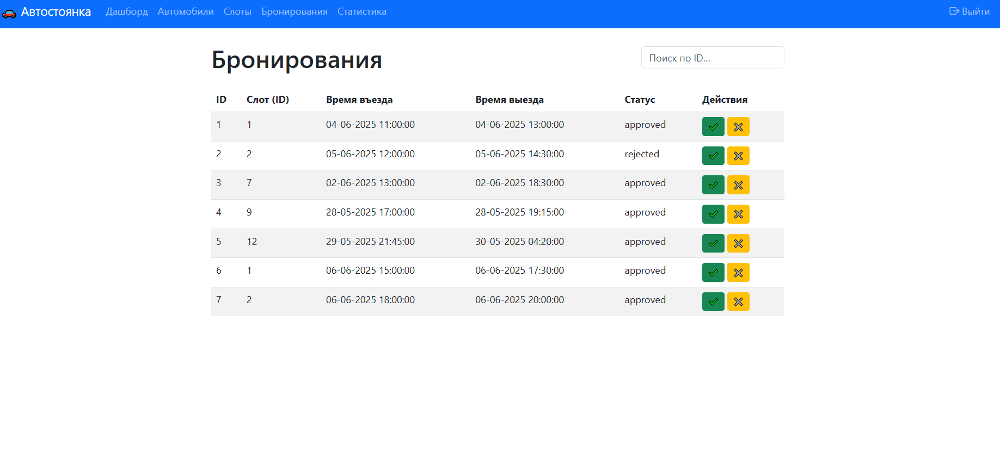 Автостоянка Дашборд Автомобили Слоты Бронирования Статистика Выйти
Бронирования
Поиск по ID...
ID Слот (ID) Время въезда Время выезда Статус Действия
1 1 04-06-2025 11:00:00 04-06-2025 13:00:00 approved
2 2 05-06-2025 12:00:00 05-06-2025 14:30:00 rejected
3 7 02-06-2025 13:00:00 02-06-2025 18:30:00 approved
4 9 28-05-2025 17:00:00 28-05-2025 19:15:00 approved
5 12 29-05-2025 21:45:00 30-05-2025 04:20:00 approved
6 1 06-06-2025 15:00:00 06-06-2025 17:30:00 approved
7 2 06-06-2025 18:00:00 06-06-2025 20:00:00 approved